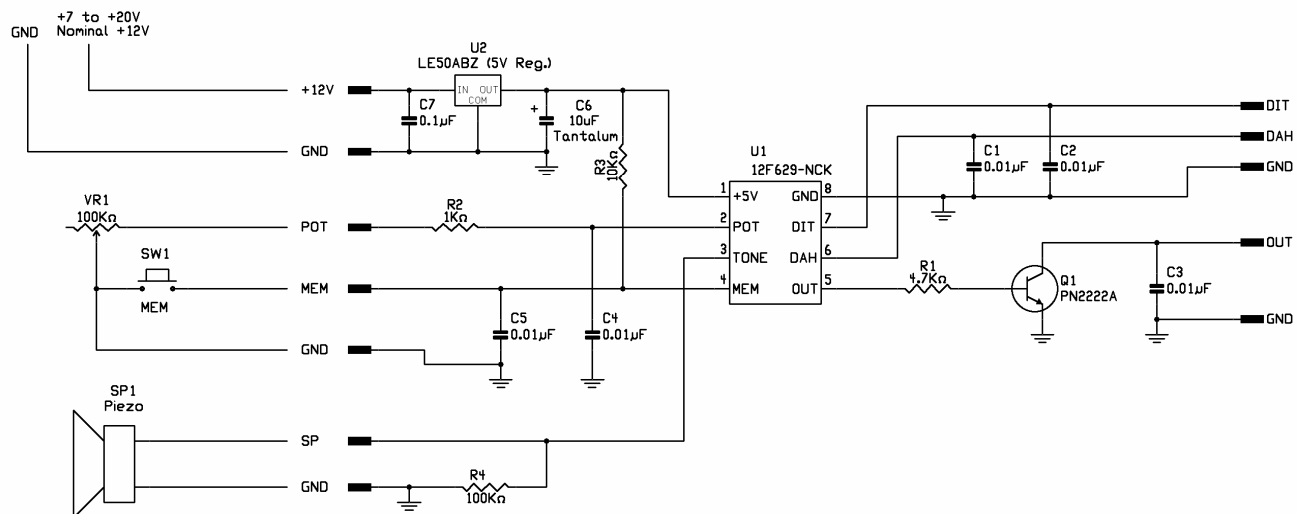 +7 to +20V
GND Nominal +12V
U2
LE50ABZ (5V Reg.)
+12V
IN OUT
COM
C7
0.1µF
+
C6
10uF
Tantalum
GND
R3
10KΩ
VR1
100KΩ
POT
R2
1KΩ
SW1
MEM
MEM
C5
0.01µF
C4
0.01µF
GND
SP1
Piezo
SP
GND
R4
100KΩ
U1
12F629-NCK
1 +5V GND 8
2 POT DIT 7
3 TONE DAH 6
4 MEM OUT 5
C1
0.01µF
C2
0.01µF
DIT
DAH
GND
R1
4.7KΩ
Q1
PN2222A
C3
0.01µF
OUT
GND